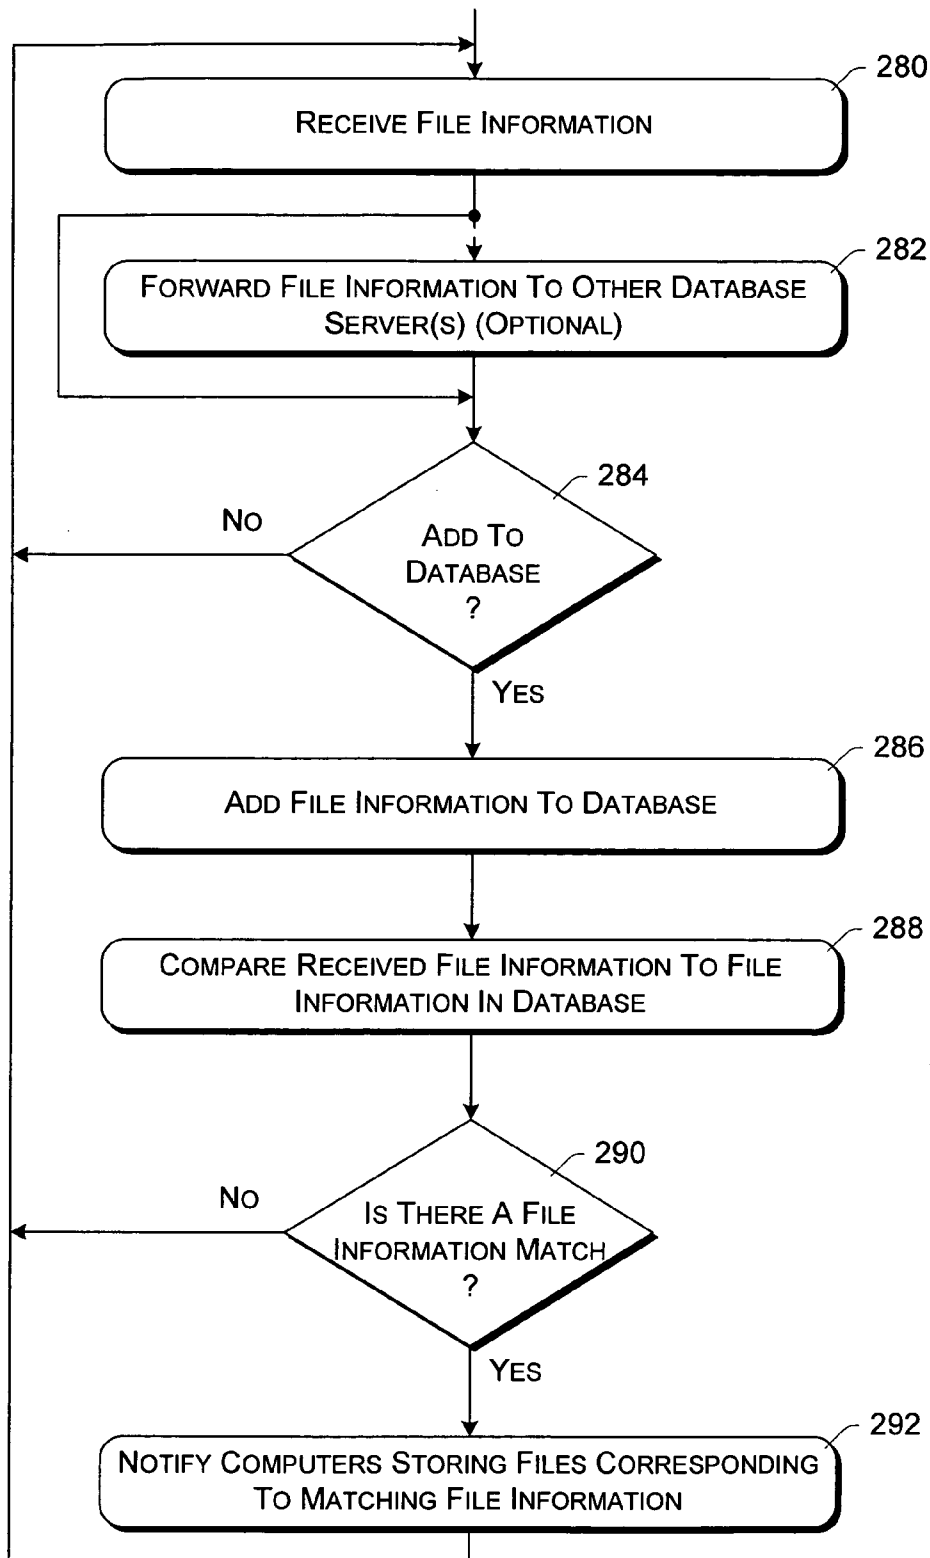 280
RECEIVE FILE INFORMATION
282
FORWARD FILE INFORMATION TO OTHER DATABASE
SERVER(S) (OPTIONAL)
284
NO
ADD TO
DATABASE
?
YES
286
ADD FILE INFORMATION TO DATABASE
288
COMPARE RECEIVED FILE INFORMATION TO FILE
INFORMATION IN DATABASE
290
NO
IS THERE A FILE
INFORMATION MATCH
?
YES
292
NOTIFY COMPUTERS STORING FILES CORRESPONDING
TO MATCHING FILE INFORMATION